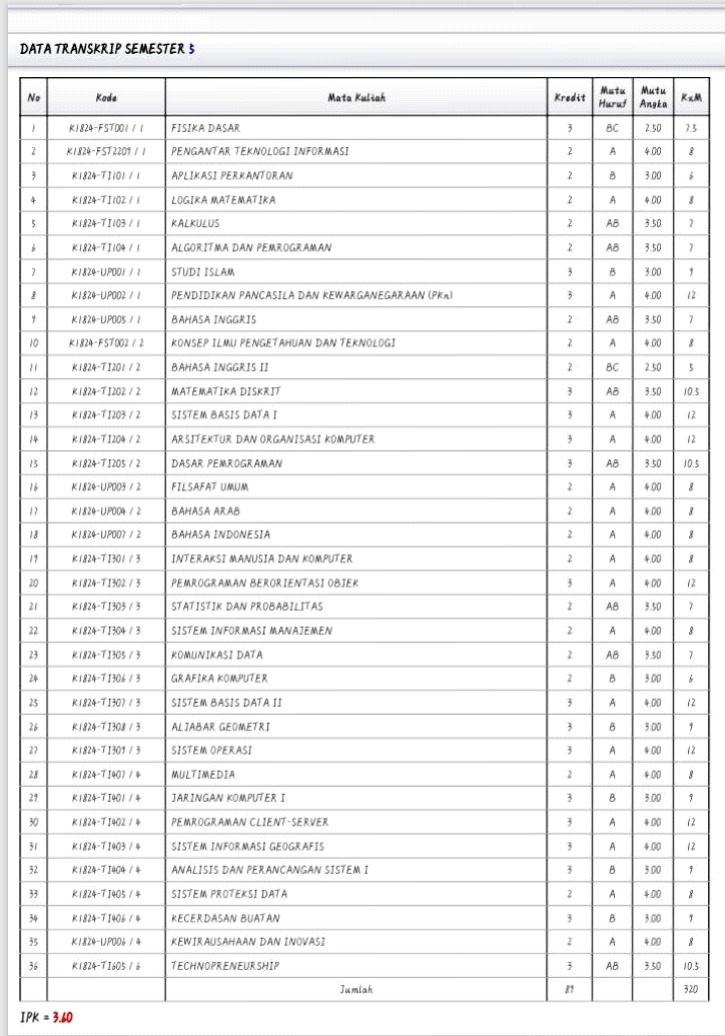 DATA TRANSKRIP SEMESTER 5
No Kode Mata Kuliah Kredit Mutu Huruf Mutu Angka KxM
1 K1824-FST001 / 1 FISIKA DASAR 3 BC 2.50 7.5
2 K1824-FST2209 / 1 PENGANTAR TEKNOLOGI INFORMASI 2 A 4.00 8
3 K1824-TI101 / 1 APLIKASI PERKANTORAN 2 B 3.00 6
4 K1824-TI102 / 1 LOGIKA MATEMATIKA 2 A 4.00 8
5 K1824-TI103 / 1 KALKULUS 2 AB 3.50 7
6 K1824-TI104 / 1 ALGORITMA DAN PEMROGRAMAN 2 AB 3.50 7
7 K1824-UP001 / 1 STUDI ISLAM 3 B 3.00 9
8 K1824-UP002 / 1 PENDIDIKAN PANCASILA DAN KEWARGANEGARAAN (PKn) 3 A 4.00 12
9 K1824-UP005 / 1 BAHASA INGGRIS 2 AB 3.50 7
10 K1824-FST002 / 2 KONSEP ILMU PENGETAHUAN DAN TEKNOLOGI 2 A 4.00 8
11 K1824-TI201 / 2 BAHASA INGGRIS II 2 BC 2.50 5
12 K1824-TI202 / 2 MATEMATIKA DISKRIT 3 AB 3.50 10.5
13 K1824-TI203 / 2 SISTEM BASIS DATA I 3 A 4.00 12
14 K1824-TI204 / 2 ARSITEKTUR DAN ORGANISASI KOMPUTER 3 A 4.00 12
15 K1824-TI205 / 2 DASAR PEMROGRAMAN 3 AB 3.50 10.5
16 K1824-UP003 / 2 FILSAFAT UMUM 2 A 4.00 8
17 K1824-UP004 / 2 BAHASA ARAB 2 A 4.00 8
18 K1824-UP007 / 2 BAHASA INDONESIA 2 A 4.00 8
19 K1824-TI301 / 3 INTERAKSI MANUSIA DAN KOMPUTER 2 A 4.00 8
20 K1824-TI302 / 3 PEMROGRAMAN BERORIENTASI OBJEK 3 A 4.00 12
21 K1824-TI303 / 3 STATISTIK DAN PROBABILITAS 2 AB 3.50 7
22 K1824-TI304 / 3 SISTEM INFORMASI MANAJEMEN 2 A 4.00 8
23 K1824-TI305 / 3 KOMUNIKASI DATA 2 AB 3.50 7
24 K1824-TI306 / 3 GRAFIKA KOMPUTER 2 B 3.00 6
25 K1824-TI307 / 3 SISTEM BASIS DATA II 3 A 4.00 12
26 K1824-TI308 / 3 ALJABAR GEOMETRI 3 B 3.00 9
27 K1824-TI309 / 3 SISTEM OPERASI 3 A 4.00 12
28 K1824-TI407 / 4 MULTIMEDIA 2 A 4.00 8
29 K1824-TI401 / 4 JARINGAN KOMPUTER I 3 B 3.00 9
30 K1824-TI402 / 4 PEMROGRAMAN CLIENT-SERVER 3 A 4.00 12
31 K1824-TI403 / 4 SISTEM INFORMASI GEOGRAFIS 3 A 4.00 12
32 K1824-TI404 / 4 ANALISIS DAN PERANCANGAN SISTEM I 3 B 3.00 9
33 K1824-TI405 / 4 SISTEM PROTEKSI DATA 2 A 4.00 8
34 K1824-TI406 / 4 KECERDASAN BUATAN 3 B 3.00 9
35 K1824-UP006 / 4 KEWIRAUSAHAAN DAN INOVASI 2 A 4.00 8
36 K1824-TI605 / 6 TECHNOPRENEURSHIP 3 AB 3.50 10.5
Jumlah 89 320
IPK = 3.60